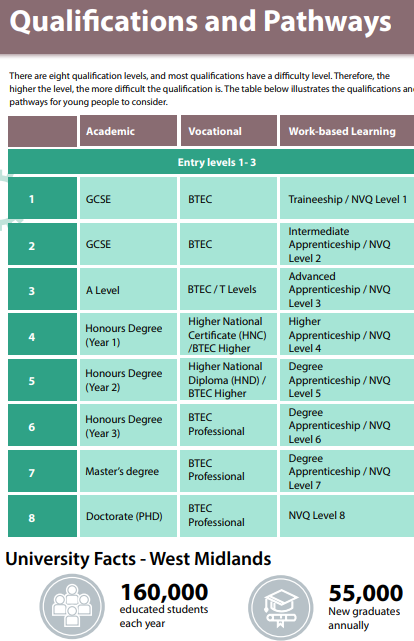 Qualifications and Pathways
There are eight qualification levels, and most qualifications have a difficulty level. Therefore, the
higher the level, the more difficult the qualification is. The table below illustrates the qualifications and
pathways for young people to consider.
Academic Vocational Work-based Learning
Entry levels 1- 3
1 GCSE BTEC Traineeship / NVQ Level 1
2 GCSE BTEC Intermediate
Apprenticeship / NVQ
Level 2
3 A Level BTEC / T Levels Advanced
Apprenticeship / NVQ
Level 3
4 Honours Degree
(Year 1) Higher National
Certificate (HNC)
/BTEC Higher Higher
Apprenticeship / NVQ
Level 4
5 Honours Degree
(Year 2) Higher National
Diploma (HND) /
BTEC Higher Degree
Apprenticeship / NVQ
Level 5
6 Honours Degree
(Year 3) BTEC
Professional Degree
Apprenticeship / NVQ
Level 6
7 Master's degree BTEC
Professional Degree
Apprenticeship / NVQ
Level 7
8 Doctorate (PHD) BTEC
Professional NVQ Level 8
University Facts - West Midlands
160,000
educated students
each year
55,000
New graduates
annually